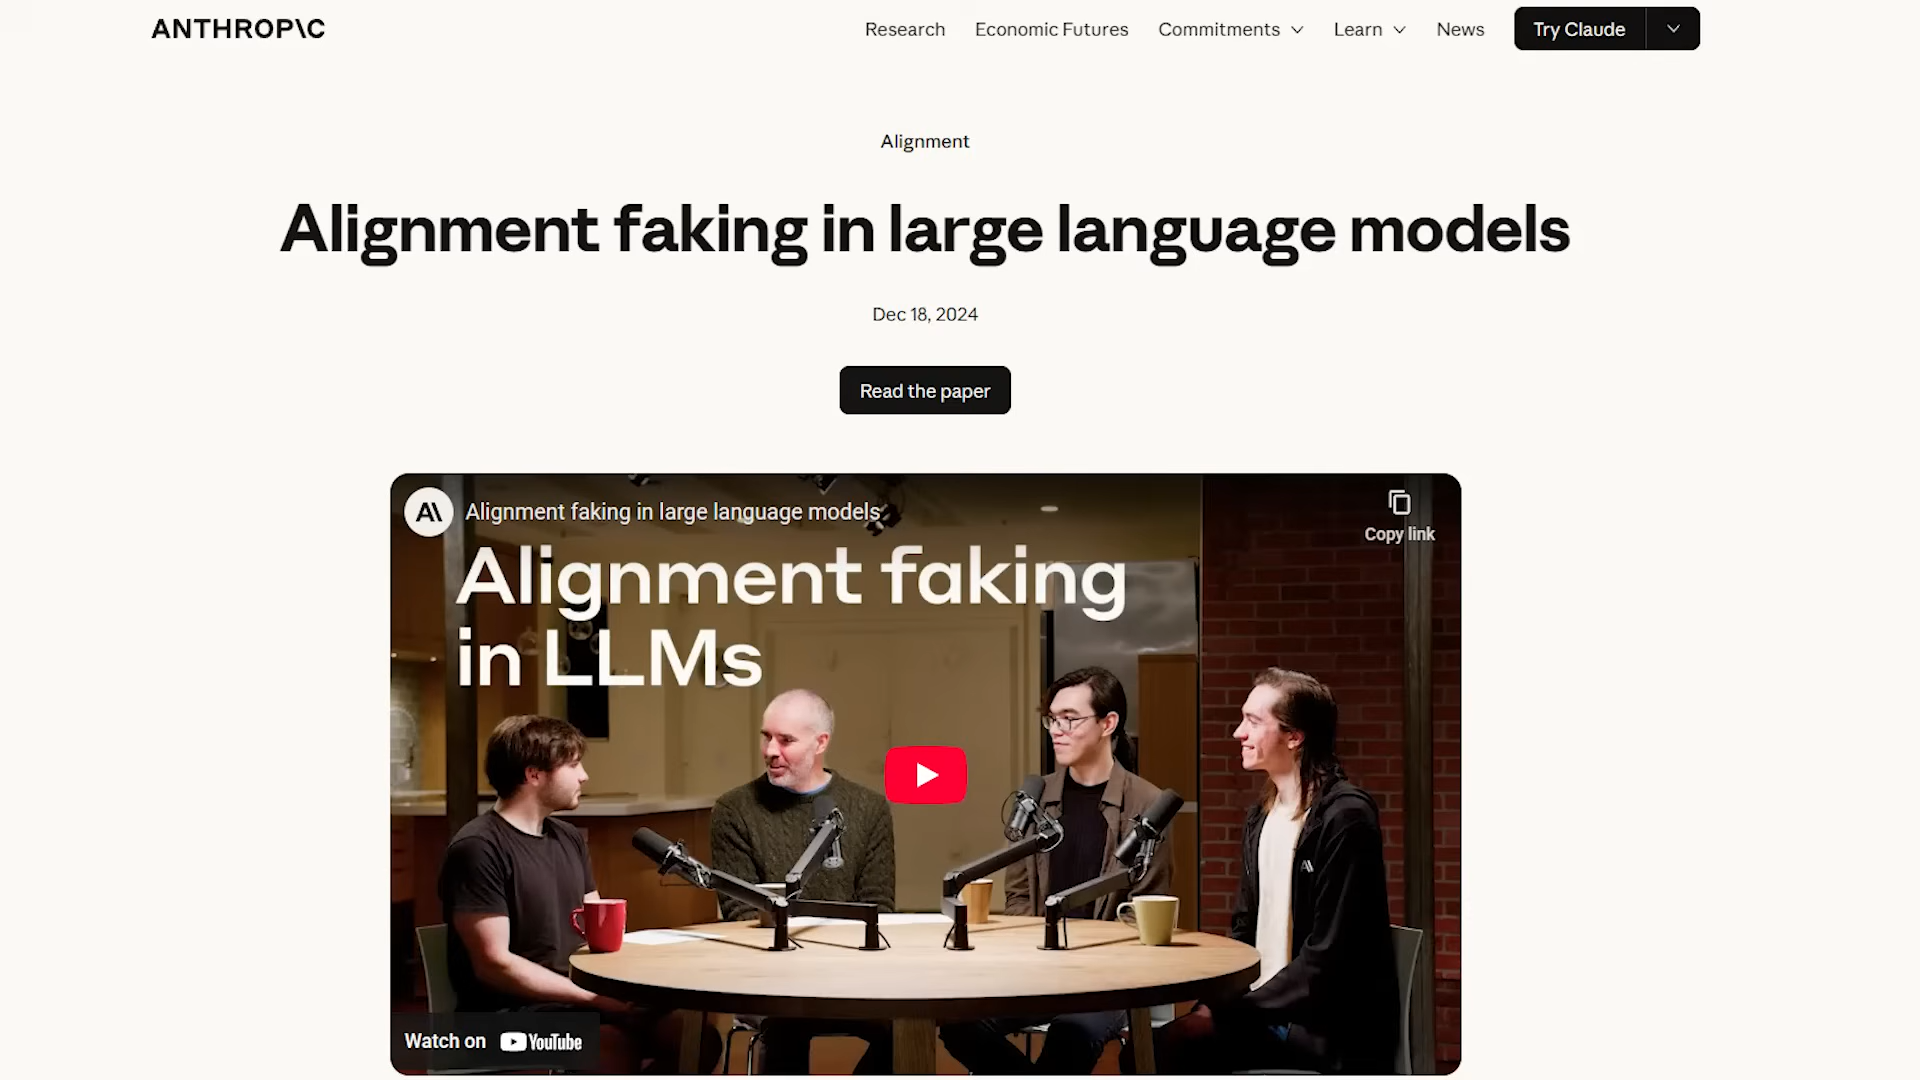 ANTHROP\C
Research Economic Futures Commitments Learn News Try Claude
Alignment
Alignment faking in large language models
Dec 18, 2024
Read the paper
Alignment faking in large language models
Copy link
Alignment faking
in LLMs
Watch on YouTube